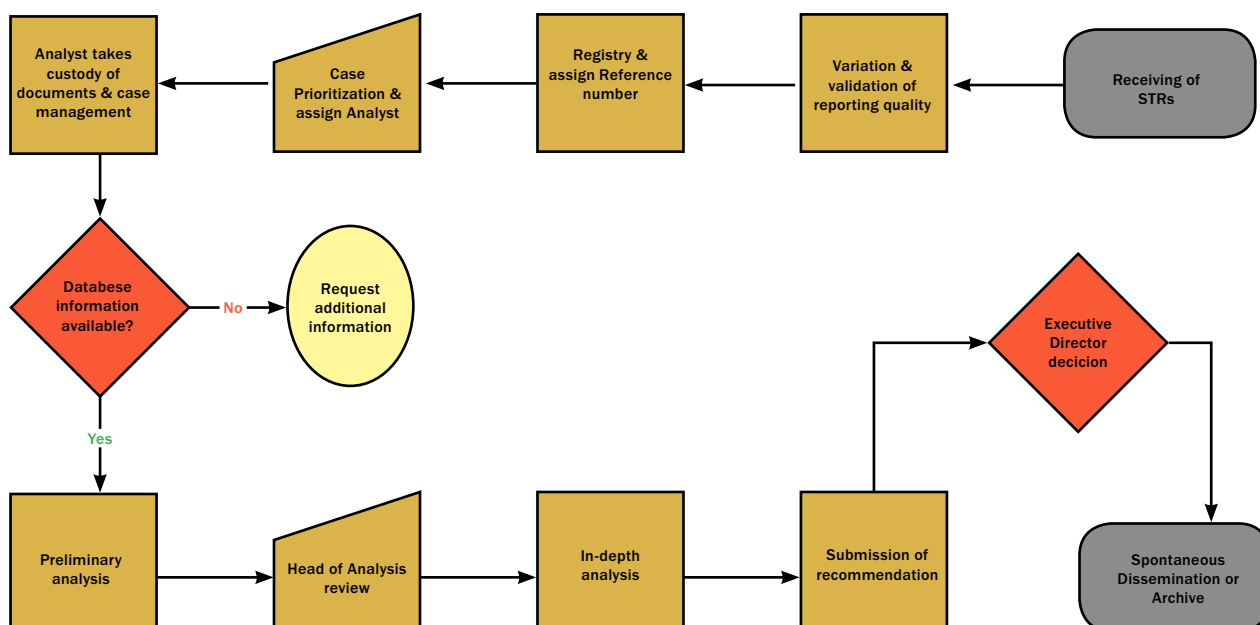 Analyst takes
custody of
documents & case
management
Case
Prioritization &
assign Analyst
Registry &
assign Reference
number
Variation &
validation of
reporting quality
Receiving of
STRs
Databese
information
available?
No
Request
additional
information
Executive
Director
decicion
Yes
Preliminary
analysis
Head of Analysis
review
In-depth
analysis
Submission of
recommendation
Spontaneous
Dissemination or
Archive